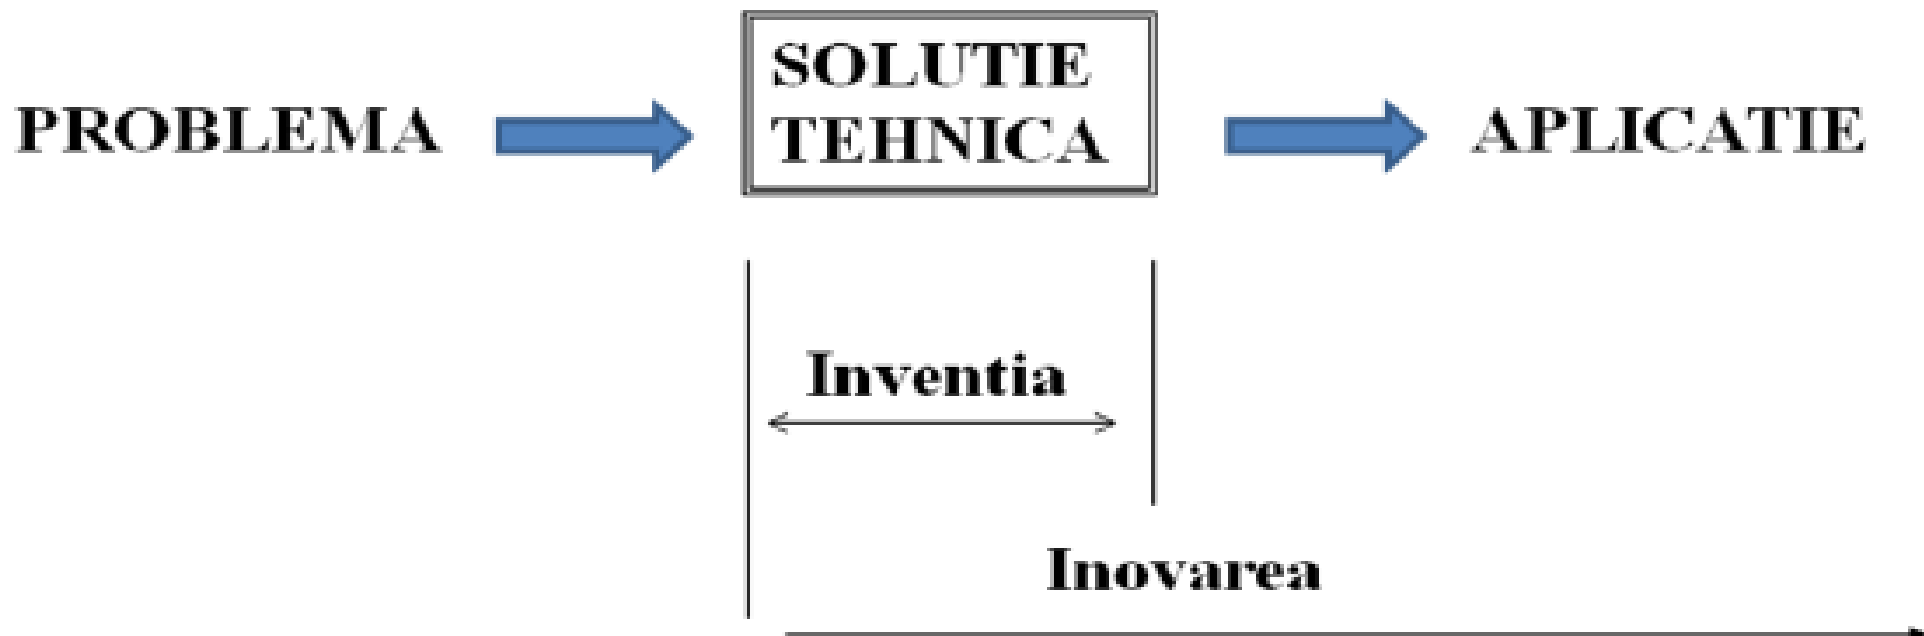 PROBLEMA
SOLUTIE
TEHNICA
APLICATIE
Inventia
Inovarea